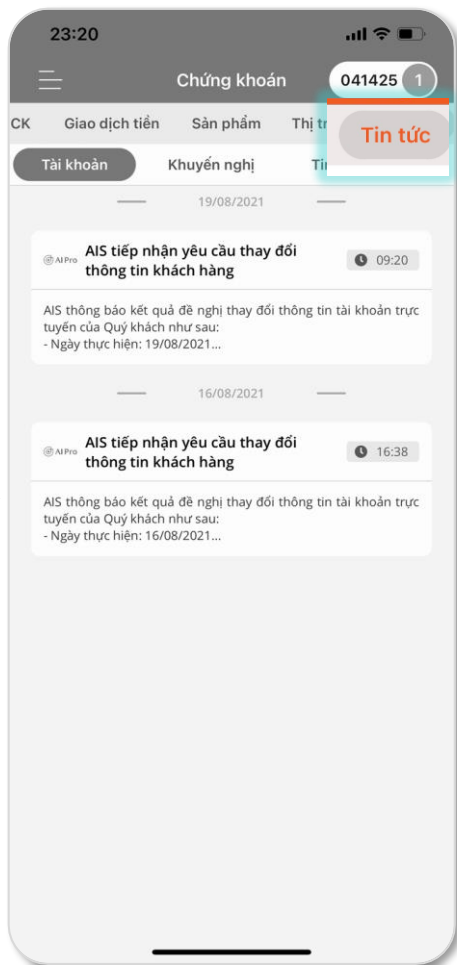 23:20
Chứng khoán
041425 1
CK Giao dịch tiền Sản phẩm Thị tr Tin tức
Tài khoản Khuyến nghị Ti
19/08/2021
AI Pro AIS tiếp nhận yêu cầu thay đổi
thông tin khách hàng
09:20
AIS thông báo kết quả đề nghị thay đổi thông tin tài khoản trực
tuyến của Quý khách như sau:
- Ngày thực hiện: 19/08/2021...
16/08/2021
AI Pro AIS tiếp nhận yêu cầu thay đổi
thông tin khách hàng
16:38
AIS thông báo kết quả đề nghị thay đổi thông tin tài khoản trực
tuyến của Quý khách như sau:
- Ngày thực hiện: 16/08/2021...